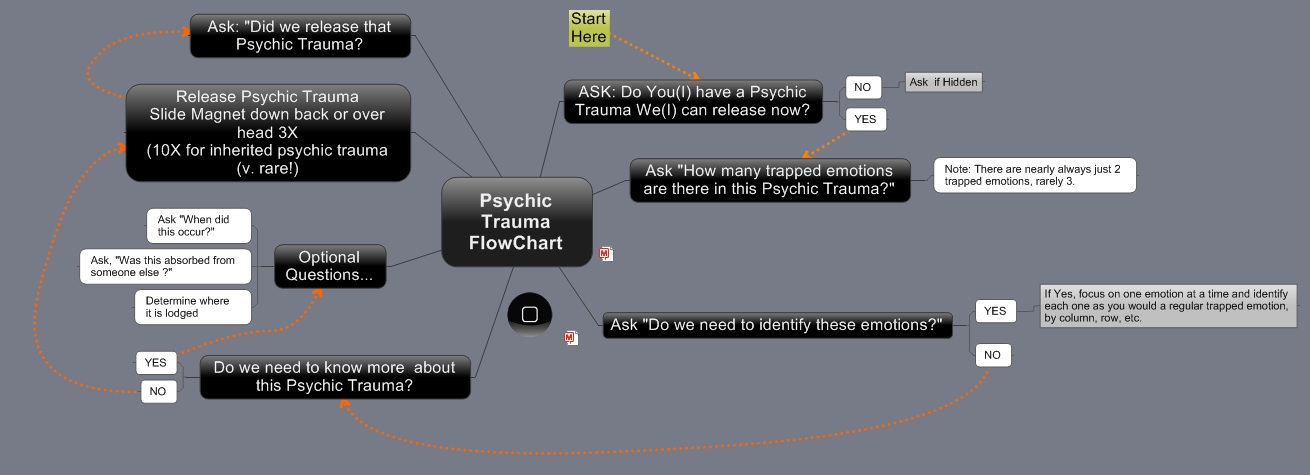 Start
Here
ASK: Do You(I) have a Psychic
Trauma We(I) can release now?
NO
Ask  if Hidden
YES
Ask "How many trapped emotions
are there in this Psychic Trauma?"
Note: There are nearly always just 2
trapped emotions, rarely 3.
Psychic
Trauma
FlowChart
Ask "Do we need to identify these emotions?"
YES
If Yes, focus on one emotion at a time and identify
each one as you would a regular trapped emotion,
by column, row, etc.
NO
Do we need to know more  about
this Psychic Trauma?
YES
NO
Optional
Questions...
Ask "When did
this occur?"
Ask, "Was this absorbed from
someone else ?"
Determine where
it is lodged
Release Psychic Trauma
Slide Magnet down back or over
head 3X
(10X for inherited psychic trauma
(v. rare!)
Ask: "Did we release that
Psychic Trauma?
M
M